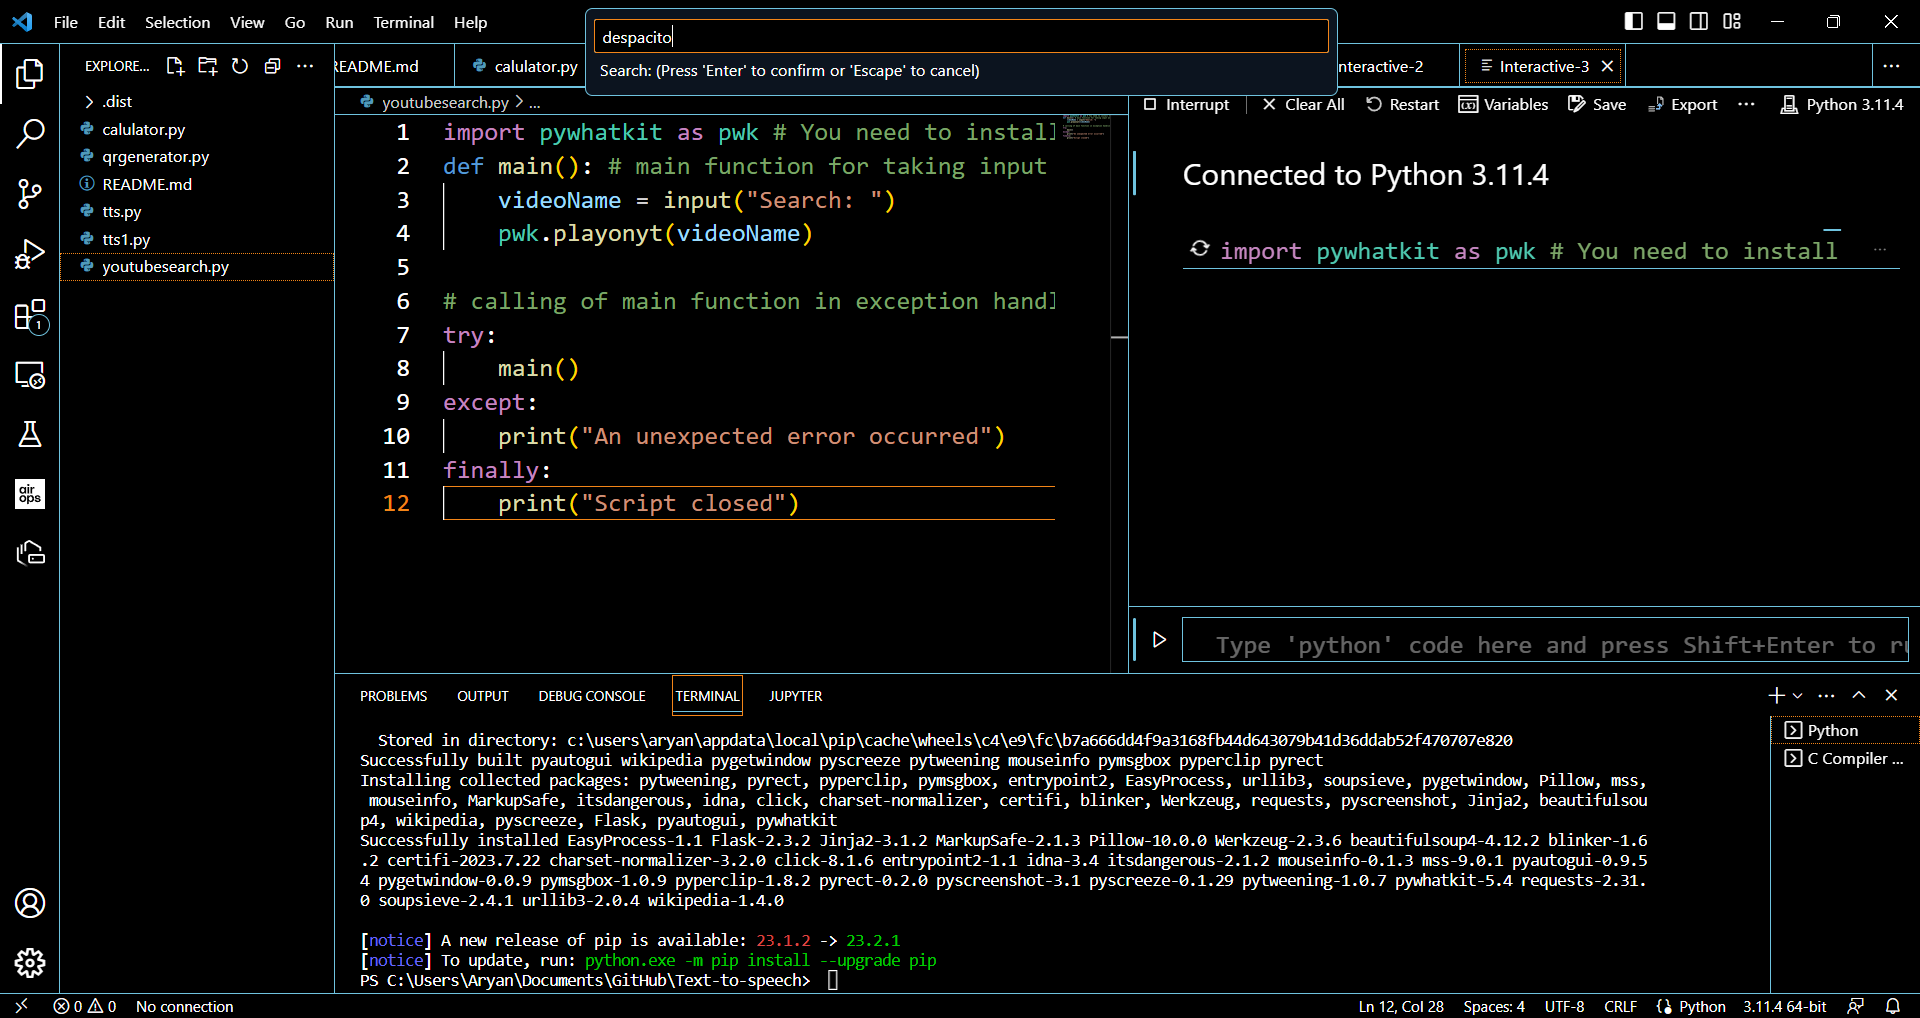 File Edit Selection View Go Run Terminal Help
despacito
Search: (Press 'Enter' to confirm or 'Escape' to cancel)
EXPLORE...
README.md
calulator.py
nteractive-2
Interactive-3
.dist
calulator.py
qrgenerator.py
README.md
tts.py
tts1.py
youtubesearch.py
1
air
ops
youtubesearch.py > ...
1 import pywhatkit as pwk # You need to install
2 def main(): # main function for taking input
3 videoName = input("Search: ")
4 pwk.playonyt(videoName)
5
6 # calling of main function in exception handl
7 try:
8 main()
9 except:
10 print("An unexpected error occurred")
11 finally:
12 print("Script closed")
Interrupt Clear All Restart Variables Save Export ... Python 3.11.4
Connected to Python 3.11.4
import pywhatkit as pwk # You need to install ...
Type 'python' code here and press Shift+Enter to ru
PROBLEMS OUTPUT DEBUG CONSOLE TERMINAL JUPYTER
Python
C Compiler ...
Stored in directory: c:\users\aryan\appdata\local\pip\cache\wheels\c4\e9\fc\b7a666dd4f9a3168fb44d643079b41d36ddab52f470707e820
Successfully built pyautogui wikipedia pygetwindow pyscreeze pytweening mouseinfo pymsgbox pyperclip pyrect
Installing collected packages: pytweening, pyrect, pyperclip, pymsgbox, entrypoint2, EasyProcess, urllib3, soupsieve, pygetwindow, Pillow, mss,
mouseinfo, MarkupSafe, itsdangerous, idna, click, charset-normalizer, certifi, blinker, Werkzeug, requests, pyscreenshot, Jinja2, beautifulsou
p4, wikipedia, pyscreeze, Flask, pyautogui, pywhatkit
Successfully installed EasyProcess-1.1 Flask-2.3.2 Jinja2-3.1.2 MarkupSafe-2.1.3 Pillow-10.0.0 Werkzeug-2.3.6 beautifulsoup4-4.12.2 blinker-1.6
.2 certifi-2023.7.22 charset-normalizer-3.2.0 click-8.1.6 entrypoint2-1.1 idna-3.4 itsdangerous-2.1.2 mouseinfo-0.1.3 mss-9.0.1 pyautogui-0.9.5
4 pygetwindow-0.0.9 pymsgbox-1.0.9 pyperclip-1.8.2 pyrect-0.2.0 pyscreenshot-3.1 pyscreeze-0.1.29 pytweening-1.0.7 pywhatkit-5.4 requests-2.31.
0 soupsieve-2.4.1 urllib3-2.0.4 wikipedia-1.4.0
[notice] A new release of pip is available: 23.1.2 -> 23.2.1
[notice] To update, run: python.exe -m pip install --upgrade pip
PS C:\Users\Aryan\Documents\GitHub\Text-to-speech>
0 0 No connection
Ln 12, Col 28 Spaces: 4 UTF-8 CRLF Python 3.11.4 64-bit